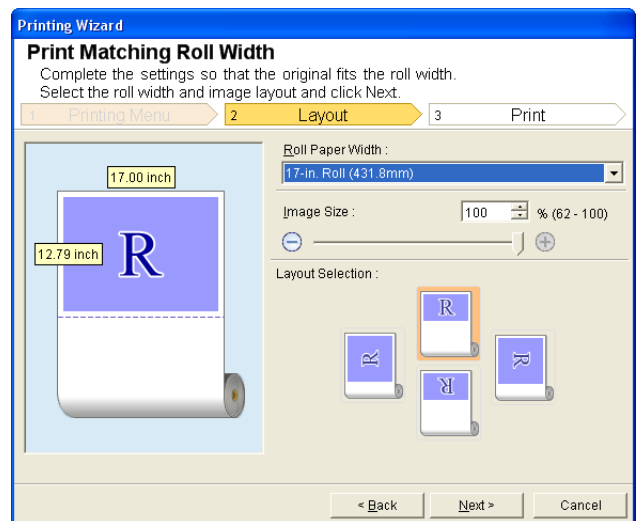 Printing Wizard
Print Matching Roll Width
Complete the settings so that the original fits the roll width.
Select the roll width and image layout and click Next.
1 Printing Menu 2 Layout 3 Print
Roll Paper Width :
17-in. Roll (431.8mm)
17.00 inch
Image Size : 100 % (62 - 100)
12.79 inch
R
Layout Selection :
R
R
R
R
< Back Next > Cancel